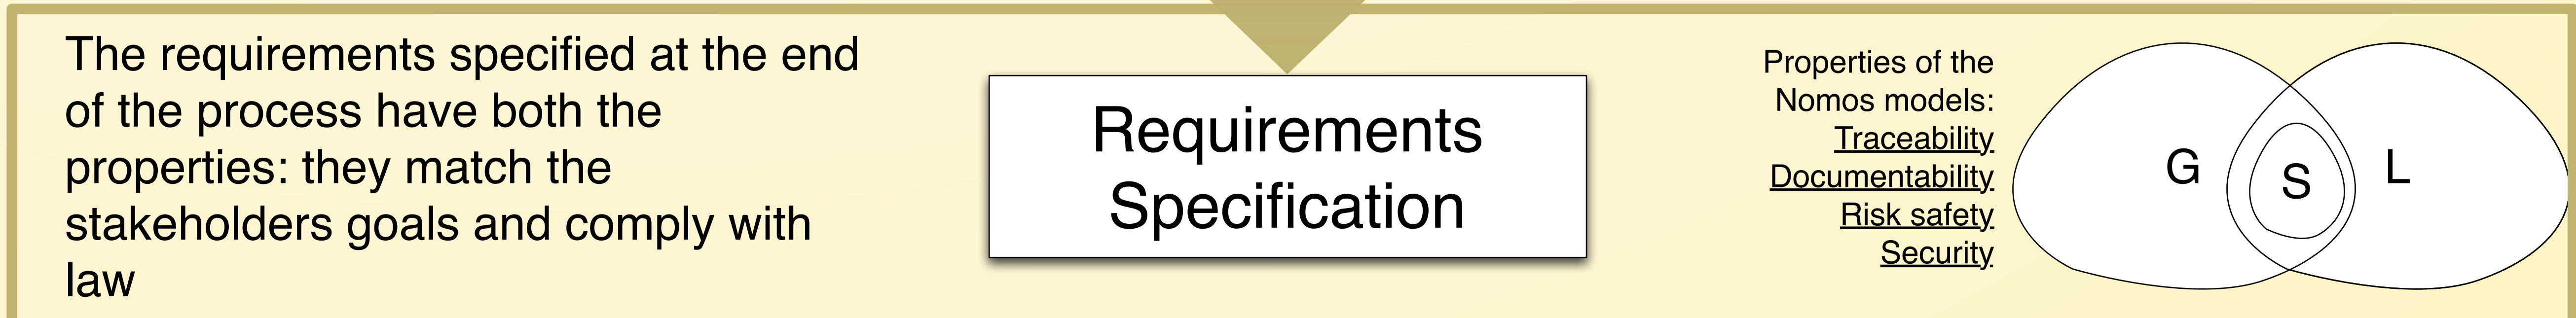 The requirements specified at the end
of the process have both the
properties: they match the
stakeholders goals and comply with
law
Requirements
Specification
Properties of the
Nomos models:
Traceability
Documentability
Risk safety
Security
G
S
L